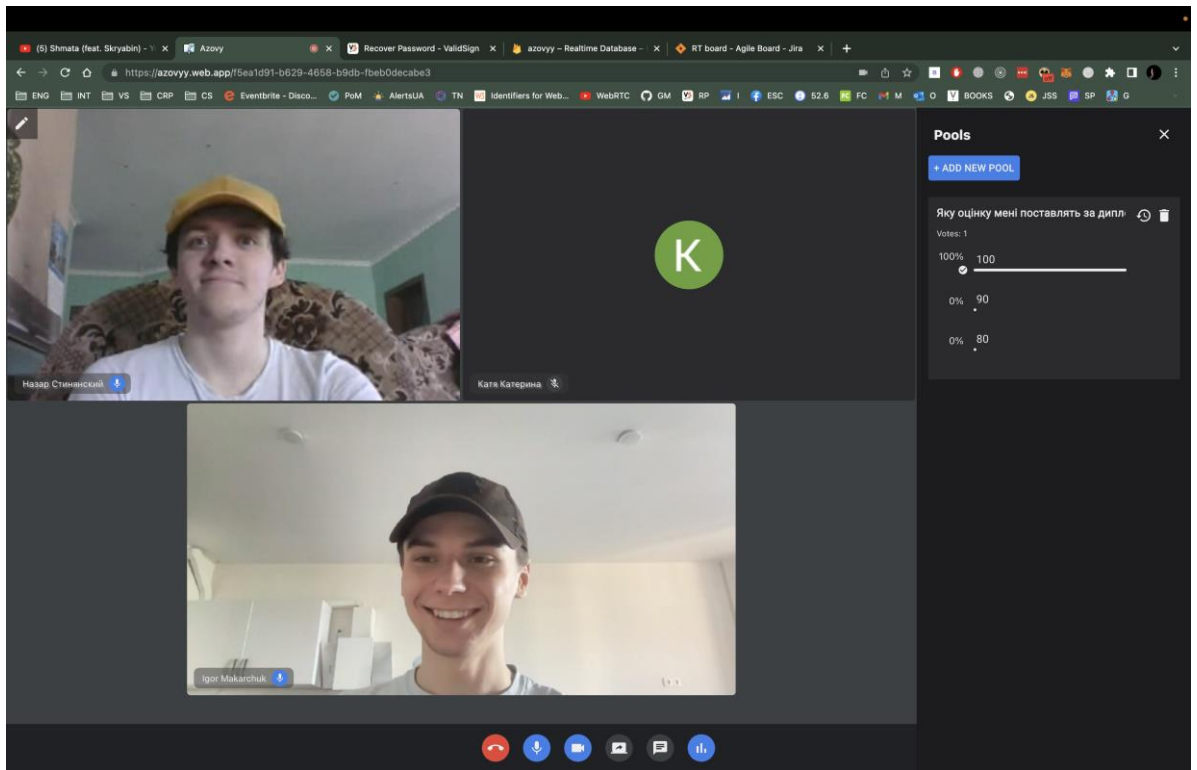 (5) Shmata (feat. Skryabin) - Y
Azovy
Recover Password - ValidSign
azovyy – Realtime Database –
RT board - Agile Board - Jira
https://azovyy.web.app/f5ea1d91-b629-4658-b9db-fbeb0decabe3
ENG INT VS CRP CS Eventbrite - Disco... PoM AlertsUA TN Identifiers for Web... WebRTC GM RP I ESC 52.6 FC M O BOOKS JSS SP G
Pools
+ ADD NEW POOL
Яку оцінку мені поставлять за дипл
Votes: 1
100% 100
0% 90
0% 80
K
Назар Стинянский
Катя Катерина
Igor Makarchuk